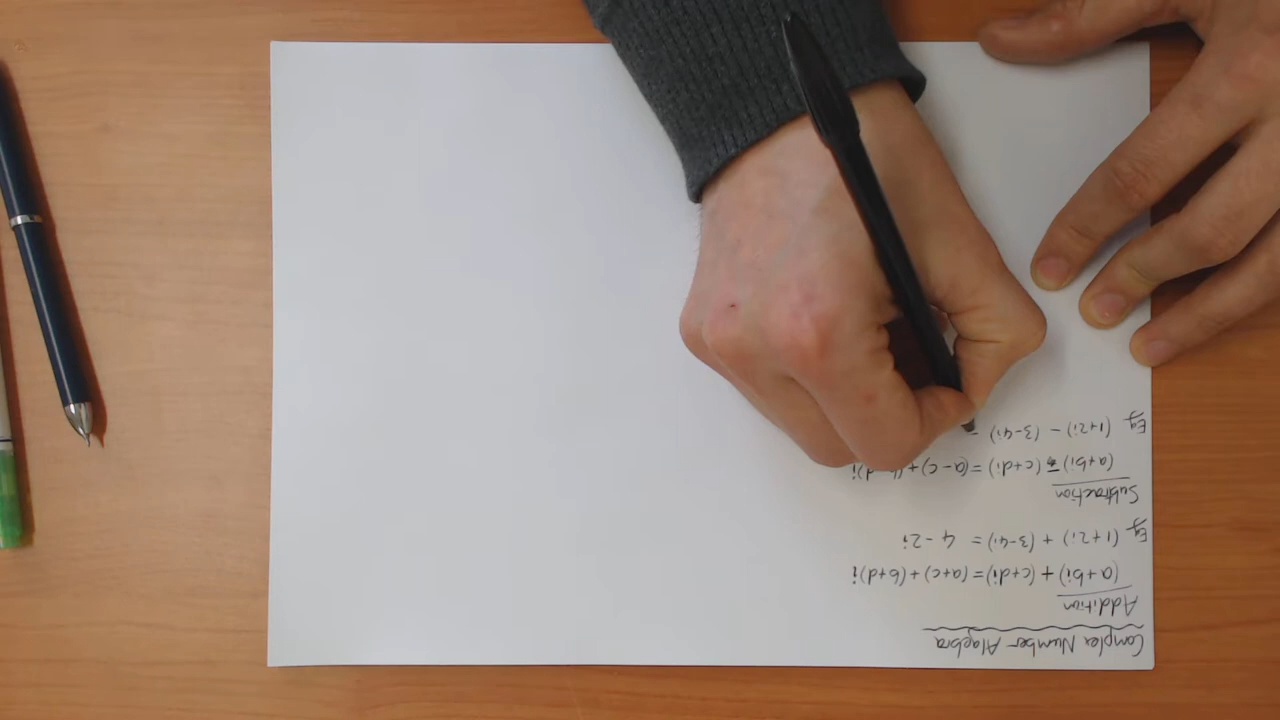 Complex Number Alagebra
Addition
(a+bi) + (c+di) = (a+c) + (b+d)i
Eg (1+2i) + (3-4i) = 4 - 2i
Subtraction
(a+bi) - (c+di) = (a-c) + (b-d)i
Eg (1+2i) - (3-4i) = -